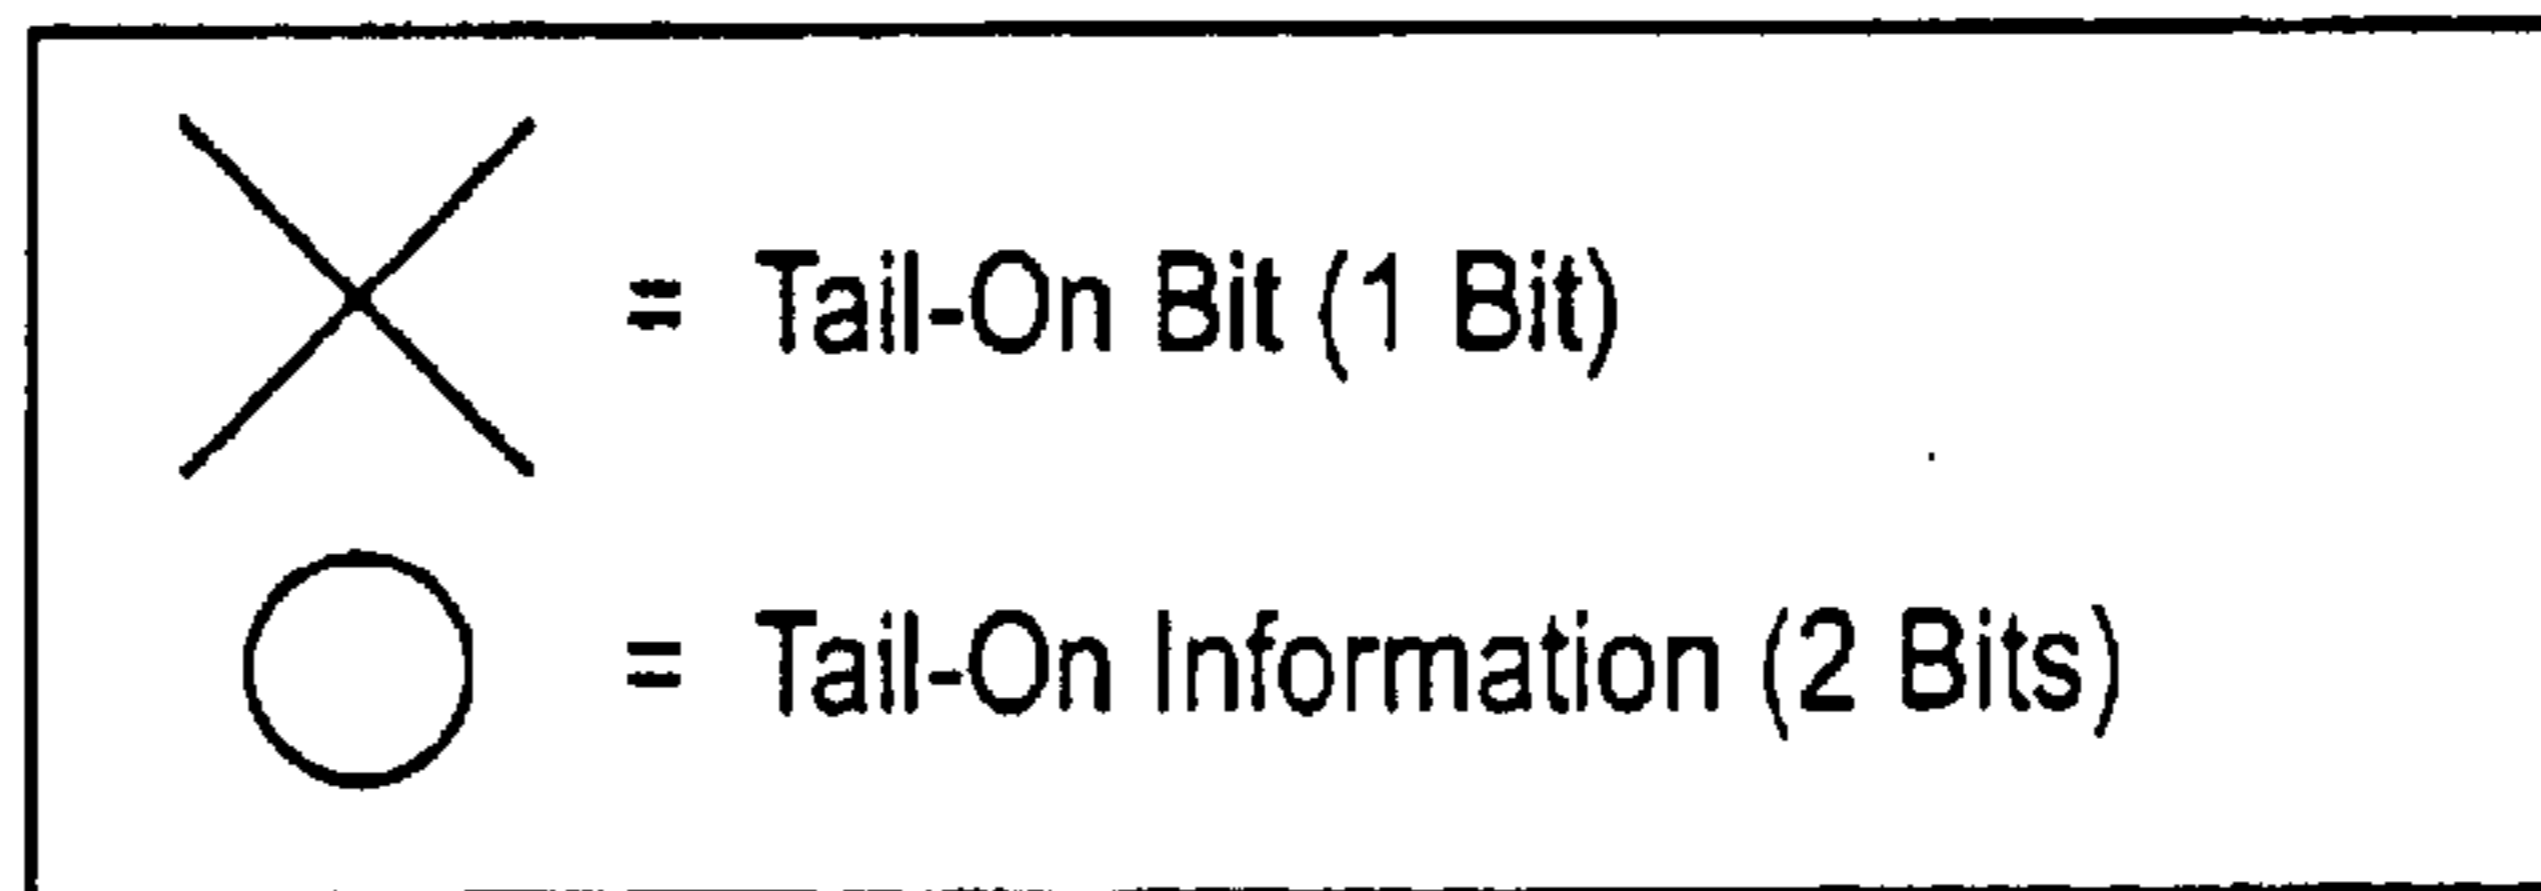 = Tail-On Bit (1 Bit)
= Tail-On Information (2 Bits)